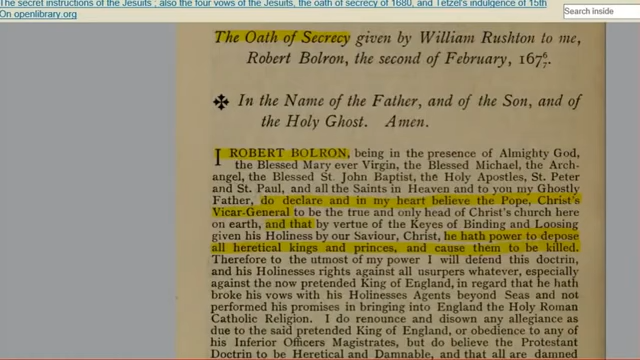 The secret instructions of the Jesuits ; also the four vows of the Jesuits, the oath of secrecy of 1680, and Tetzel's indulgence of 15th
On openlibrary.org
Search inside
The Oath of Secrecy given by William Rushton to me,
Robert Bolron, the second of February, 167 6/7.
✠ In the Name of the Father, and of the Son, and of
the Holy Ghost. Amen.
I ROBERT BOLRON, being in the presence of Almighty God,
the Blessed Mary ever Virgin, the Blessed Michael, the Arch-
angel, the Blessed St. John Baptist, the Holy Apostles, St. Peter
and St. Paul, and all the Saints in Heaven and to you my Ghostly
Father, do declare and in my heart believe the Pope, Christ's
Vicar-General to be the true and only head of Christ's church here
on earth, and that by vertue of the Keyes of Binding and Loosing
given his Holiness by our Saviour, Christ, he hath power to depose
all heretical kings and princes, and cause them to be killed.
Therefore to the utmost of my power I will defend this doctrin,
and his Holinesses rights against all usurpers whatever, especially
against the now pretended King of England, in regard that he hath
broke his vows with his Holinesses Agents beyond Seas and not
performed his promises in bringing into England the Holy Roman
Catholic Religion. I do renounce and disown any allegiance as
due to the said pretended King of England, or obedience to any of
his Inferior Officers Magistrates, but do believe the Protestant
Doctrin to be Heretical and Damnable, and that all are damned